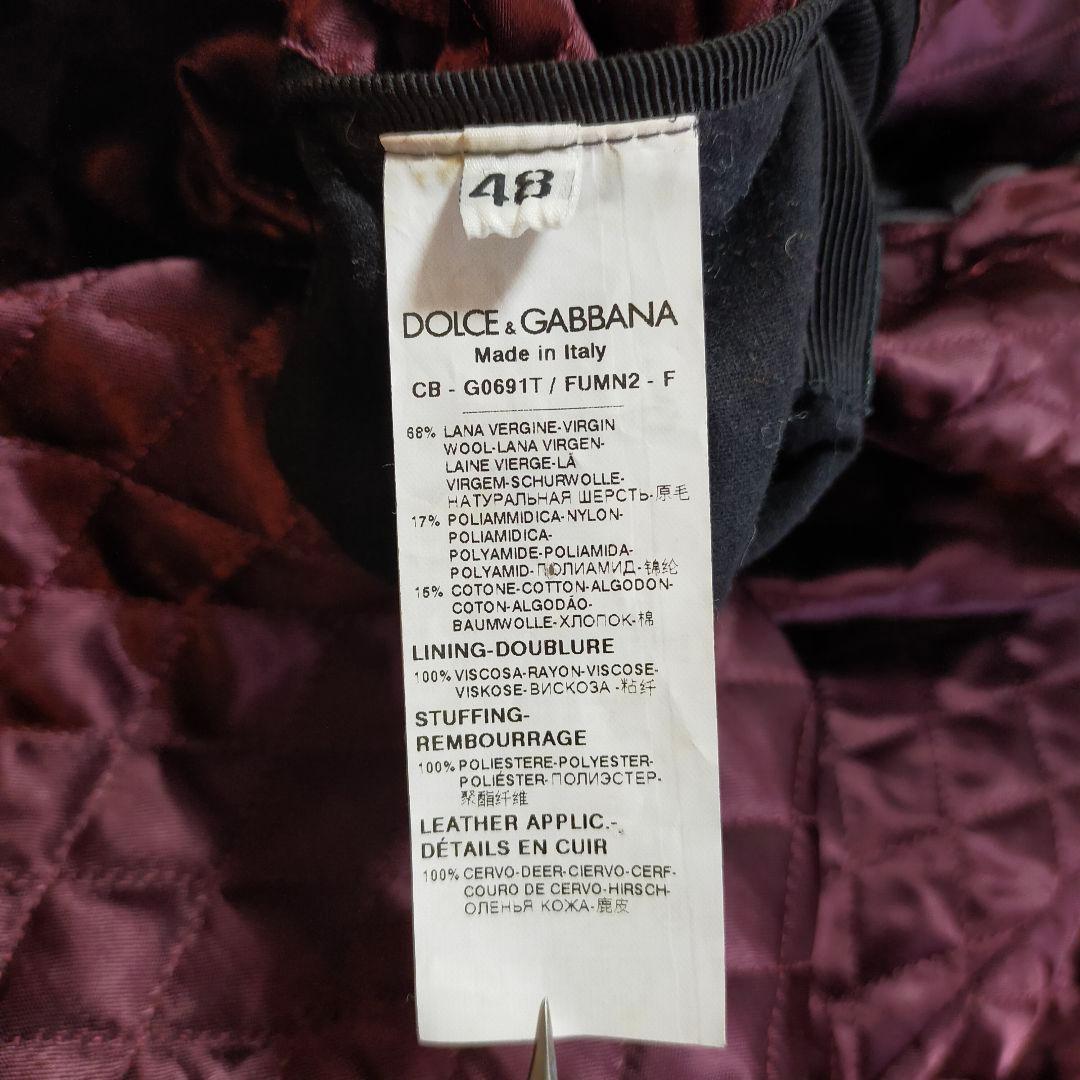 48
DOLCE & GABBANA
Made in Italy
CB - G0691T / FUMN2 - F
68% LANA VERGINE-VIRGIN
WOOL-LANA VIRGEN-
LAINE VIERGE-LÃ
VIRGEM-SCHURWOLLE-
НАТУРАЛЬНАЯ ШЕРСТЬ-原毛
17% POLIAMMIDICA-NYLON-
POLIAMIDICA-
POLYAMIDE-POLIAMIDA-
POLYAMID-ПОЛИАМИД-锦纶
15% COTONE-COTTON-ALGODON-
COTON-ALGODÃO-
BAUMWOLLE-ХЛОПОК-棉
LINING-DOUBLURE
100% VISCOSA-RAYON-VISCOSE-
VISKOSE-ВИСКОЗА -粘纤
STUFFING-
REMBOURRAGE
100% POLIESTERE-POLYESTER-
POLIÉSTER-ПОЛИЭСТЕР-
聚酯纤维
LEATHER APPLIC.-
DÉTAILS EN CUIR
100% CERVO-DEER-CIERVO-CERF-
COURO DE CERVO-HIRSCH-
ОЛЕНЬЯ КОЖА-鹿皮